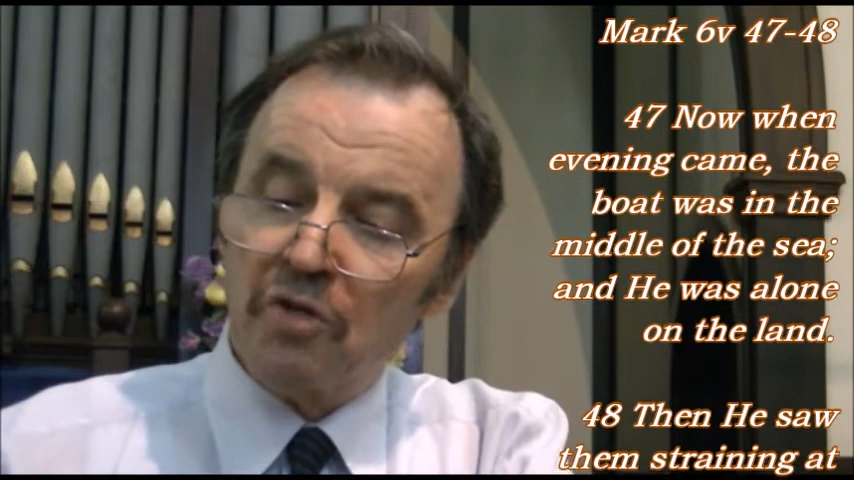 Mark 6v 47-48
47 Now when
evening came, the
boat was in the
middle of the sea;
and He was alone
on the land.
48 Then He saw
them straining at